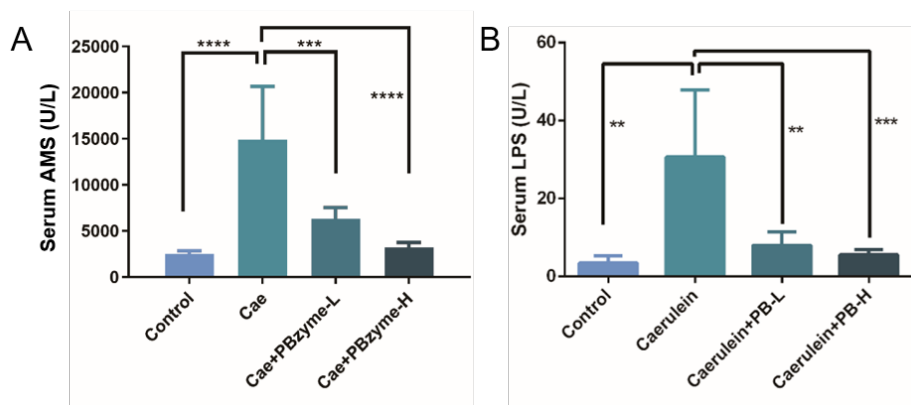 A
Serum AMS (U/L)
25000
20000
15000
10000
5000
0
****
***
****
Control
Cae
Cae+PBzyme-L
Cae+PBzyme-H
B
Serum LPS (U/L)
60
40
20
0
**
**
***
Control
Caerulein
Caerulein+PB-L
Caerulein+PB-H